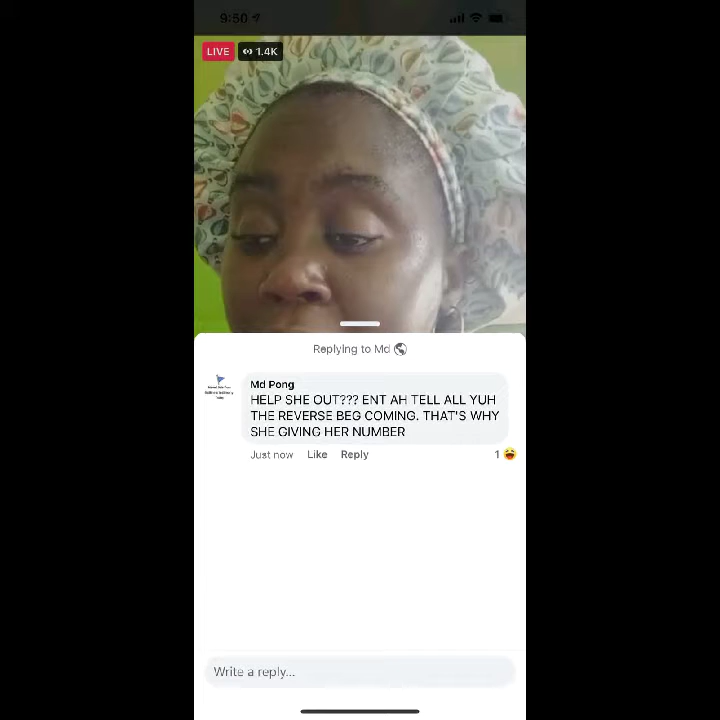 9:50
LIVE 1.4K
Replying to Md
Md Pong
HELP SHE OUT??? ENT AH TELL ALL YUH
THE REVERSE BEG COMING. THAT'S WHY
SHE GIVING HER NUMBER
Just now Like Reply 1
Write a reply...